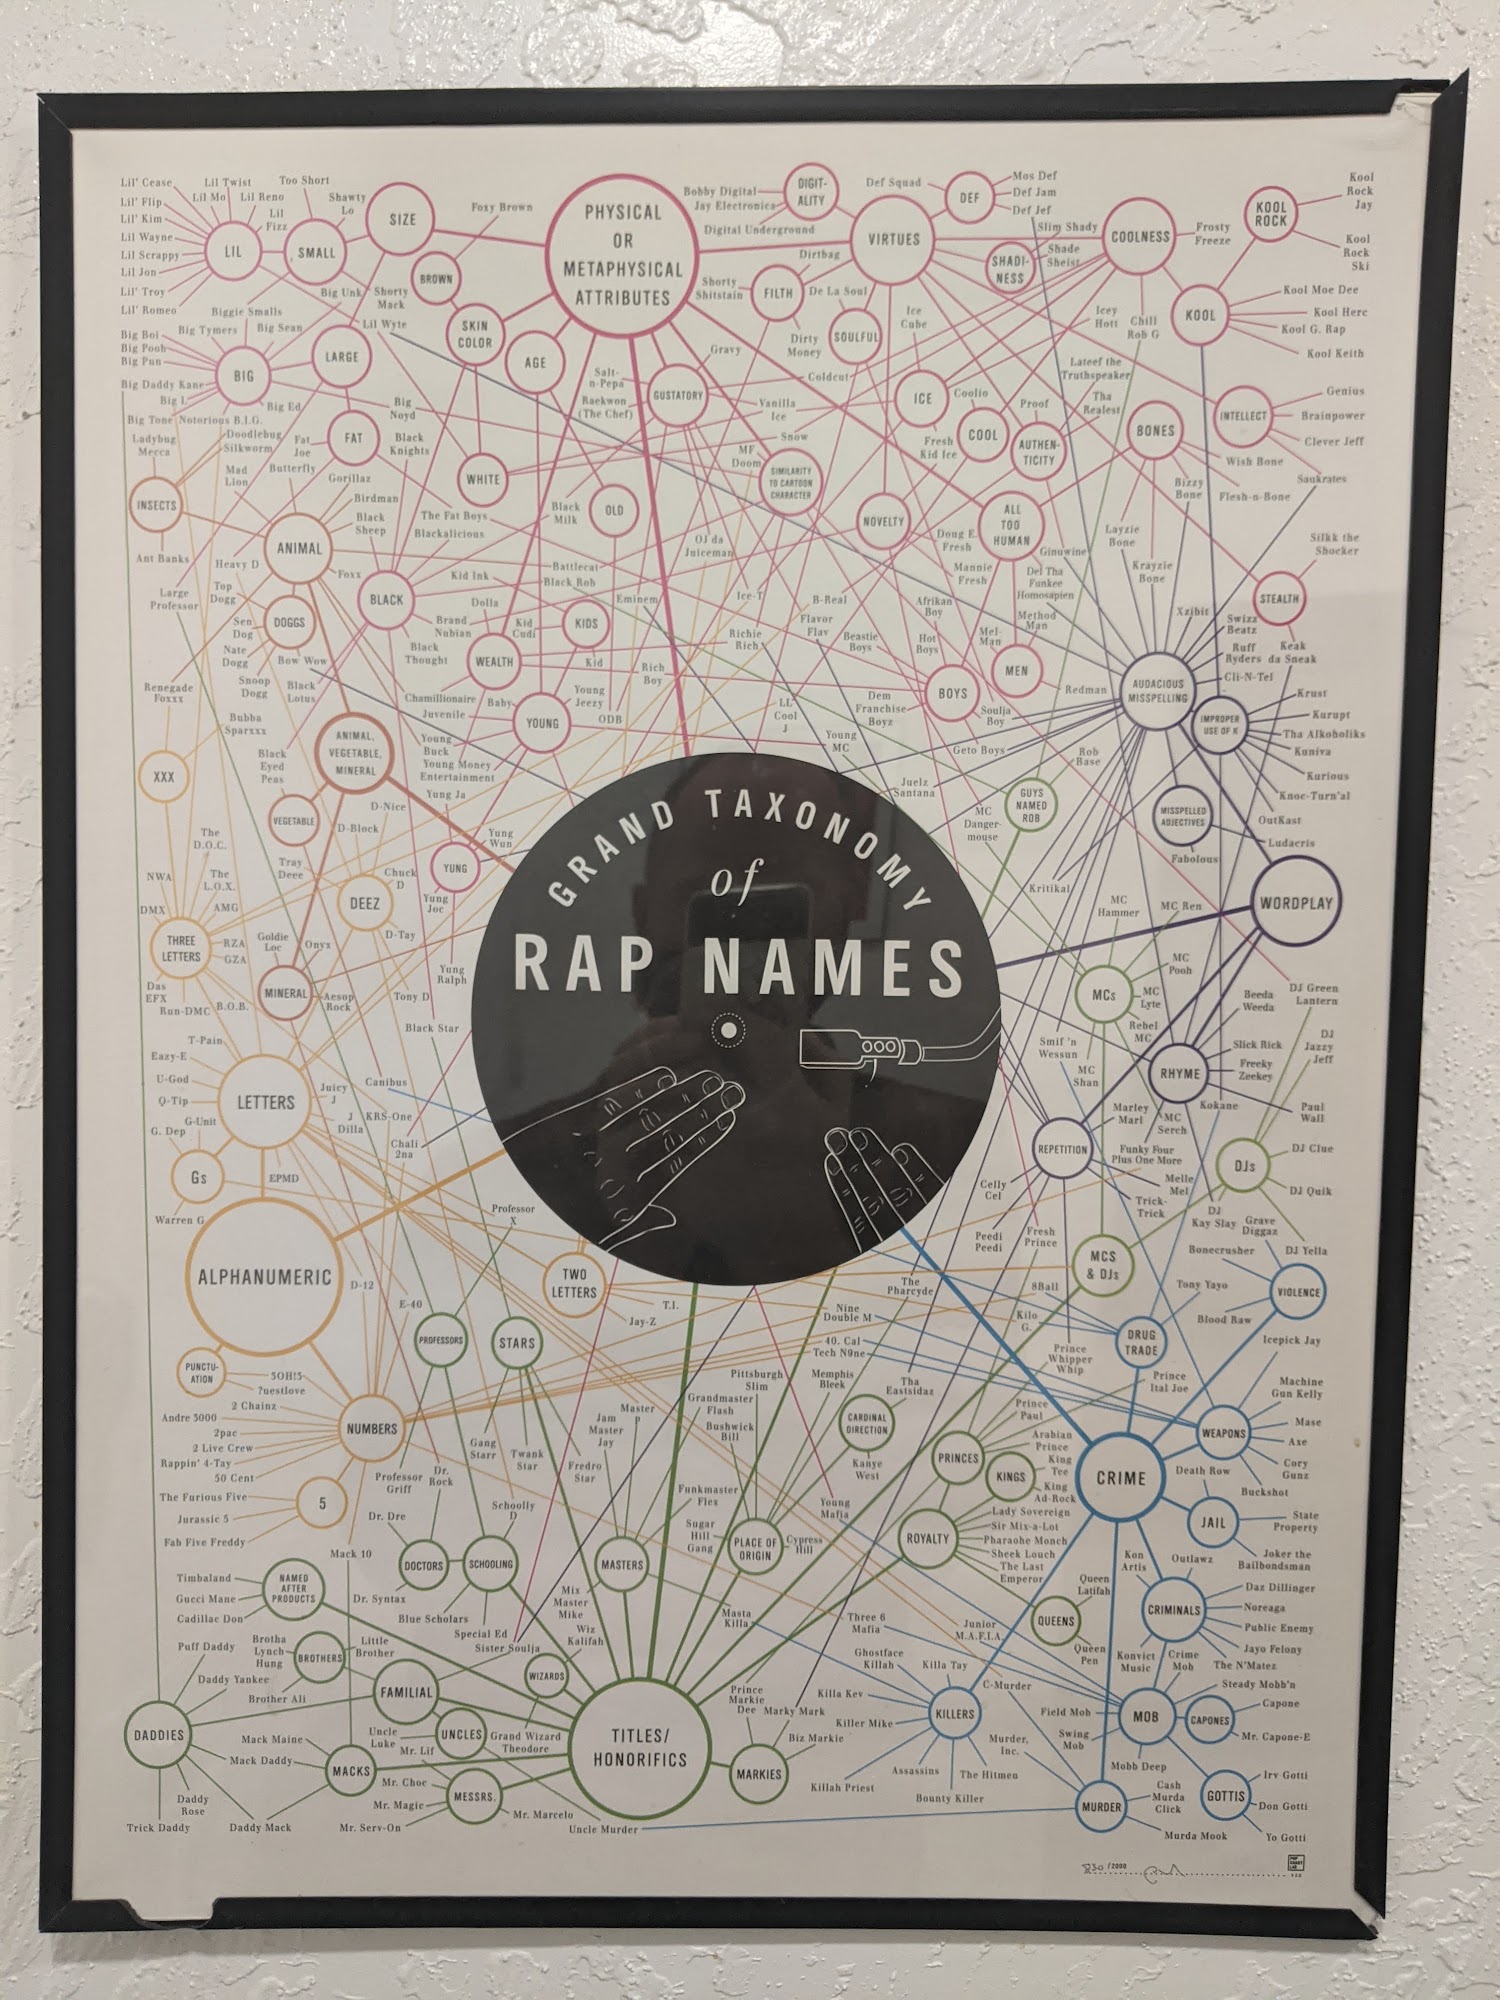 GRAND TAXONOMY
of
RAP NAMES
PHYSICAL
OR
METAPHYSICAL
ATTRIBUTES
SIZE
SMALL
LIL
Lil' Cease
Lil' Flip
Lil' Kim
Lil Wayne
Lil Scrappy
Lil Jon
Lil' Troy
Lil' Romeo
Lil Twist
Lil Mo
Lil Reno
Lil
Fizz
Too Short
Shawty
Lo
Foxy Brown
BROWN
SKIN
COLOR
AGE
Big Unk
Shorty
Mack
Lil Wyte
LARGE
BIG
Biggie Smalls
Big Boi
Big Tymers
Big Sean
Big Pooh
Big Pun
Big Daddy Kane
Big L
Big Ed
Big Tone
Notorious B.I.G.
Big
Noyd
FAT
Fat
Joe
Black
Knights
The Fat Boys
WHITE
OLD
Black
Milk
Blackalicious
BLACK
Battlecat
Black Rob
Kid Ink
Brand
Nubian
Black
Thought
Black
Lotus
Black
Eyed
Peas
Black Star
KIDS
Kid
Cudi
Kid
WEALTH
Dolla
Chamillionaire
Richie
Rich
Rich
Boy
YOUNG
Baby
Juvenile
Young
Jeezy
ODB
Young
Buck
Young Money
Entertainment
Young
MC
YUNG
Yung Ja
Yung
Wun
Yung
Joc
Yung
Ralph
DIGIT-
ALITY
Bobby Digital
Jay Electronica
Digital Underground
VIRTUES
DEF
Def Squad
Mos Def
Def Jam
Def Jef
SHADI-
NESS
Slim Shady
Shade
Sheist
COOLNESS
Frosty
Freeze
KOOL
ROCK
Kool
Rock
Jay
Kool
Rock
Ski
KOOL
Kool Moe Dee
Kool Herc
Kool G. Rap
Kool Keith
FILTH
Dirtbag
Shorty
Shitstain
Dirty
Money
De La Soul
SOULFUL
GUSTATORY
Gravy
Salt-
n-Pepa
Raekwon
(The Chef)
Coldcut
Vanilla
Ice
Snow
ICE
Ice
Cube
Icey
Hott
Chill
Rob G
Fresh
Kid Ice
Ice-T
COOL
Coolio
LL
Cool
J
AUTHEN-
TICITY
Lateef the
Truthspeaker
Proof
Tha
Realest
BONES
Wish Bone
Flesh-n-Bone
Bizzy
Bone
Layzie
Bone
Krayzie
Bone
INTELLECT
Genius
Brainpower
Clever Jeff
Saukrates
SIMILARITY
TO CARTOON
CHARACTER
MF
Doom
OJ da
Juiceman
Eminem
B-Real
Flavor
Flav
NOVELTY
Doug E.
Fresh
Mannie
Fresh
ALL
TOO
HUMAN
Ginuwine
Del Tha
Funkee
Homosapien
MEN
Method
Man
Mel-
Man
Redman
BOYS
Afrikan
Boy
Hot
Boys
Beastie
Boys
Dem
Franchise
Boyz
Soulja
Boy
Geto Boys
STEALTH
Silkk the
Shocker
Keak
da Sneak
AUDACIOUS
MISSPELLING
Xzibit
Swizz
Beatz
Ruff
Ryders
Cli-N-Tel
IMPROPER
USE OF K
Krust
Kurupt
Tha Alkoholiks
Kuniva
Kurious
Knoc-Turn'al
OutKast
Ludacris
MISSPELLED
ADJECTIVES
Fabolous
Kritikal
Juelz
Santana
WORDPLAY
RHYME
Beeda
Weeda
Slick Rick
Freeky
Zeekey
Paul
Wall
Kokane
REPETITION
Smif 'n
Wessun
Marley
Marl
Funky Four
Plus One More
Melle
Mel
Trick-
Trick
Celly
Cel
Peedi
Peedi
GUYS
NAMED
ROB
Rob
Base
MC
Danger-
mouse
MCs
MC
Hammer
MC Ren
MC
Pooh
MC
Lyte
Rebel
MC
MC
Shan
MC
Serch
DJs
DJ Green
Lantern
DJ
Jazzy
Jeff
DJ Clue
DJ Quik
DJ Yella
DJ
Kay Slay
MCS
& DJs
INSECTS
Ladybug
Mecca
Doodlebug
Silkworm
Butterfly
Ant Banks
ANIMAL
Mad
Lion
Gorillaz
Birdman
Black
Sheep
Foxx
Heavy D
Large
Professor
DOGGS
Top
Dogg
Sen
Dog
Nate
Dogg
Snoop
Dogg
Bow Wow
ANIMAL,
VEGETABLE,
MINERAL
VEGETABLE
MINERAL
Goldie
Loc
Onyx
Aesop
Rock
Renegade
Foxxx
Bubba
Sparxxx
XXX
DEEZ
D-Nice
D-Block
Tray
Deee
Chuck
D
D-Tay
Tony D
THREE
LETTERS
The
D.O.C.
NWA
The
L.O.X.
DMX
AMG
RZA
GZA
Das
EFX
Run-DMC
B.O.B.
LETTERS
T-Pain
Eazy-E
U-God
Q-Tip
Juicy
J
J
Dilla
Canibus
KRS-One
Chali
2na
Gs
G-Unit
G. Dep
Warren G
EPMD
ALPHANUMERIC
TWO
LETTERS
T.I.
Jay-Z
Professor
X
D-12
E-40
PUNCTU-
ATION
3OH!3
?uestlove
NUMBERS
2 Chainz
Andre 3000
2pac
2 Live Crew
Rappin' 4-Tay
50 Cent
5
The Furious Five
Jurassic 5
Fab Five Freddy
Mack 10
Nine
Double M
40. Cal
Tech N9ne
8Ball
PROFESSORS
Professor
Griff
STARS
Gang
Starr
Twank
Star
Fredro
Star
DOCTORS
Dr.
Rock
Dr. Dre
Dr. Syntax
SCHOOLING
Schoolly
D
Blue Scholars
Special Ed
MASTERS
Jam
Master
Jay
Master
P
Grandmaster
Flash
Funkmaster
Flex
Mix
Master
Mike
Masta
Killa
PLACE OF
ORIGIN
Pittsburgh
Slim
Bushwick
Bill
Sugar
Hill
Gang
Cypress
Hill
Memphis
Bleek
The
Pharcyde
CARDINAL
DIRECTION
Tha
Eastsidaz
Kanye
West
PRINCES
Fresh
Prince
Prince
Whipper
Whip
Prince
Ital Joe
Prince
Paul
Arabian
Prince
Prince
Markie
Dee
KINGS
King
Tee
King
Ad-Rock
ROYALTY
Lady Sovereign
Sir Mix-a-Lot
Pharaohe Monch
Sheek Louch
The Last
Emperor
QUEENS
Queen
Latifah
Queen
Pen
NAMED
AFTER
PRODUCTS
Timbaland
Gucci Mane
Cadillac Don
BROTHERS
Brotha
Lynch
Hung
Little
Brother
Brother Ali
FAMILIAL
Sister Soulja
DADDIES
Puff Daddy
Daddy Yankee
Daddy
Rose
Trick Daddy
Daddy Mack
MACKS
Mack Maine
Mack Daddy
UNCLES
Uncle
Luke
Uncle Murder
MESSRS.
Mr. Lif
Mr. Choc
Mr. Magic
Mr. Serv-On
Mr. Marcelo
WIZARDS
Wiz
Kalifah
Grand Wizard
Theodore
TITLES/
HONORIFICS
MARKIES
Marky Mark
Biz Markie
CRIME
DRUG
TRADE
Tony Yayo
Kilo
G.
VIOLENCE
Grave
Diggaz
Bonecrusher
Blood Raw
WEAPONS
Icepick Jay
Machine
Gun Kelly
Mase
Axe
Cory
Gunz
Buckshot
JAIL
Death Row
State
Property
Joker the
Bailbondsman
CRIMINALS
Kon
Artis
Outlawz
Daz Dillinger
Noreaga
Public Enemy
Jayo Felony
The N'Matez
Konvict
Music
Crime
Mob
MOB
Young
Mafia
Three 6
Mafia
Junior
M.A.F.I.A.
Steady Mobb'n
Field Mob
Swing
Mob
Mobb Deep
CAPONES
Capone
Mr. Capone-E
GOTTIS
Irv Gotti
Don Gotti
Yo Gotti
MURDER
C-Murder
Murder,
Inc.
Cash
Murda
Click
Murda Mook
KILLERS
Ghostface
Killah
Killa Tay
Killa Kev
Killer Mike
Killah Priest
Assassins
Bounty Killer
The Hitmen
830 /2000
POP
CHART
LAB